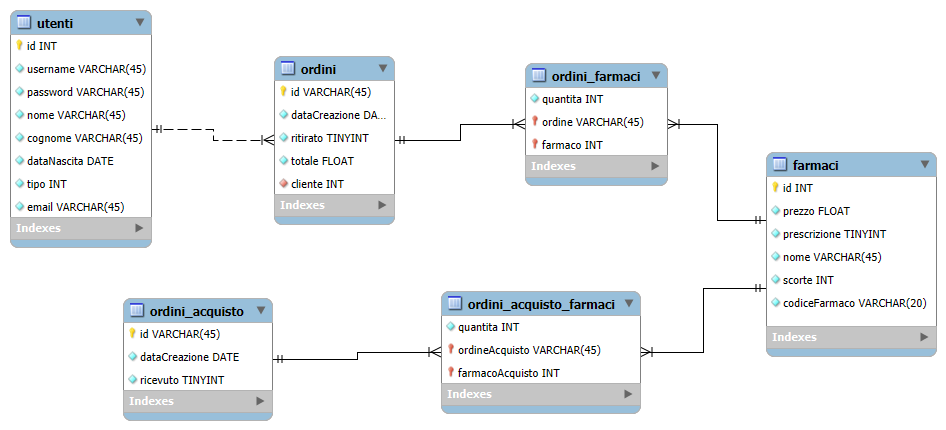 utenti
id INT
username VARCHAR(45)
password VARCHAR(45)
nome VARCHAR(45)
cognome VARCHAR(45)
dataNascita DATE
tipo INT
email VARCHAR(45)
Indexes
ordini
id VARCHAR(45)
dataCreazione DA...
ritirato TINYINT
totale FLOAT
cliente INT
Indexes
ordini_farmaci
quantita INT
ordine VARCHAR(45)
farmaco INT
Indexes
farmaci
id INT
prezzo FLOAT
prescrizione TINYINT
nome VARCHAR(45)
scorte INT
codiceFarmaco VARCHAR(20)
Indexes
ordini_acquisto
id VARCHAR(45)
dataCreazione DATE
ricevuto TINYINT
Indexes
ordini_acquisto_farmaci
quantita INT
ordineAcquisto VARCHAR(45)
farmacoAcquisto INT
Indexes